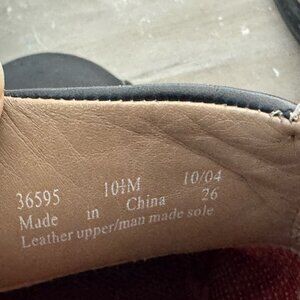 36595 10½M 10/04
Made in China 26
Leather upper/man made sole